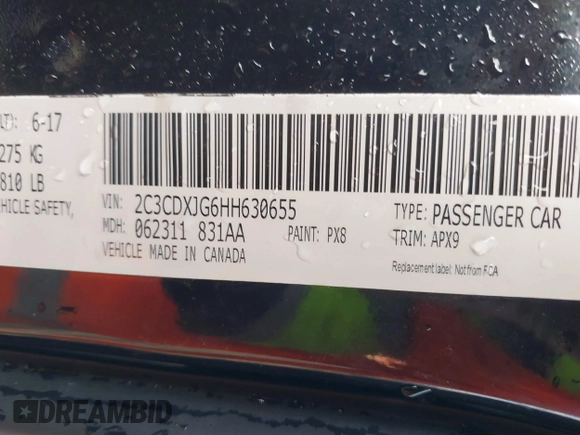 6-17
275 KG
810 LB
VEHICLE SAFETY,
VIN: 2C3CDXJG6HH630655
TYPE: PASSENGER CAR
MDH: 062311 831AA
PAINT: PX8
TRIM: APX9
VEHICLE MADE IN CANADA
Replacement label: Not from FCA
DREAMBID